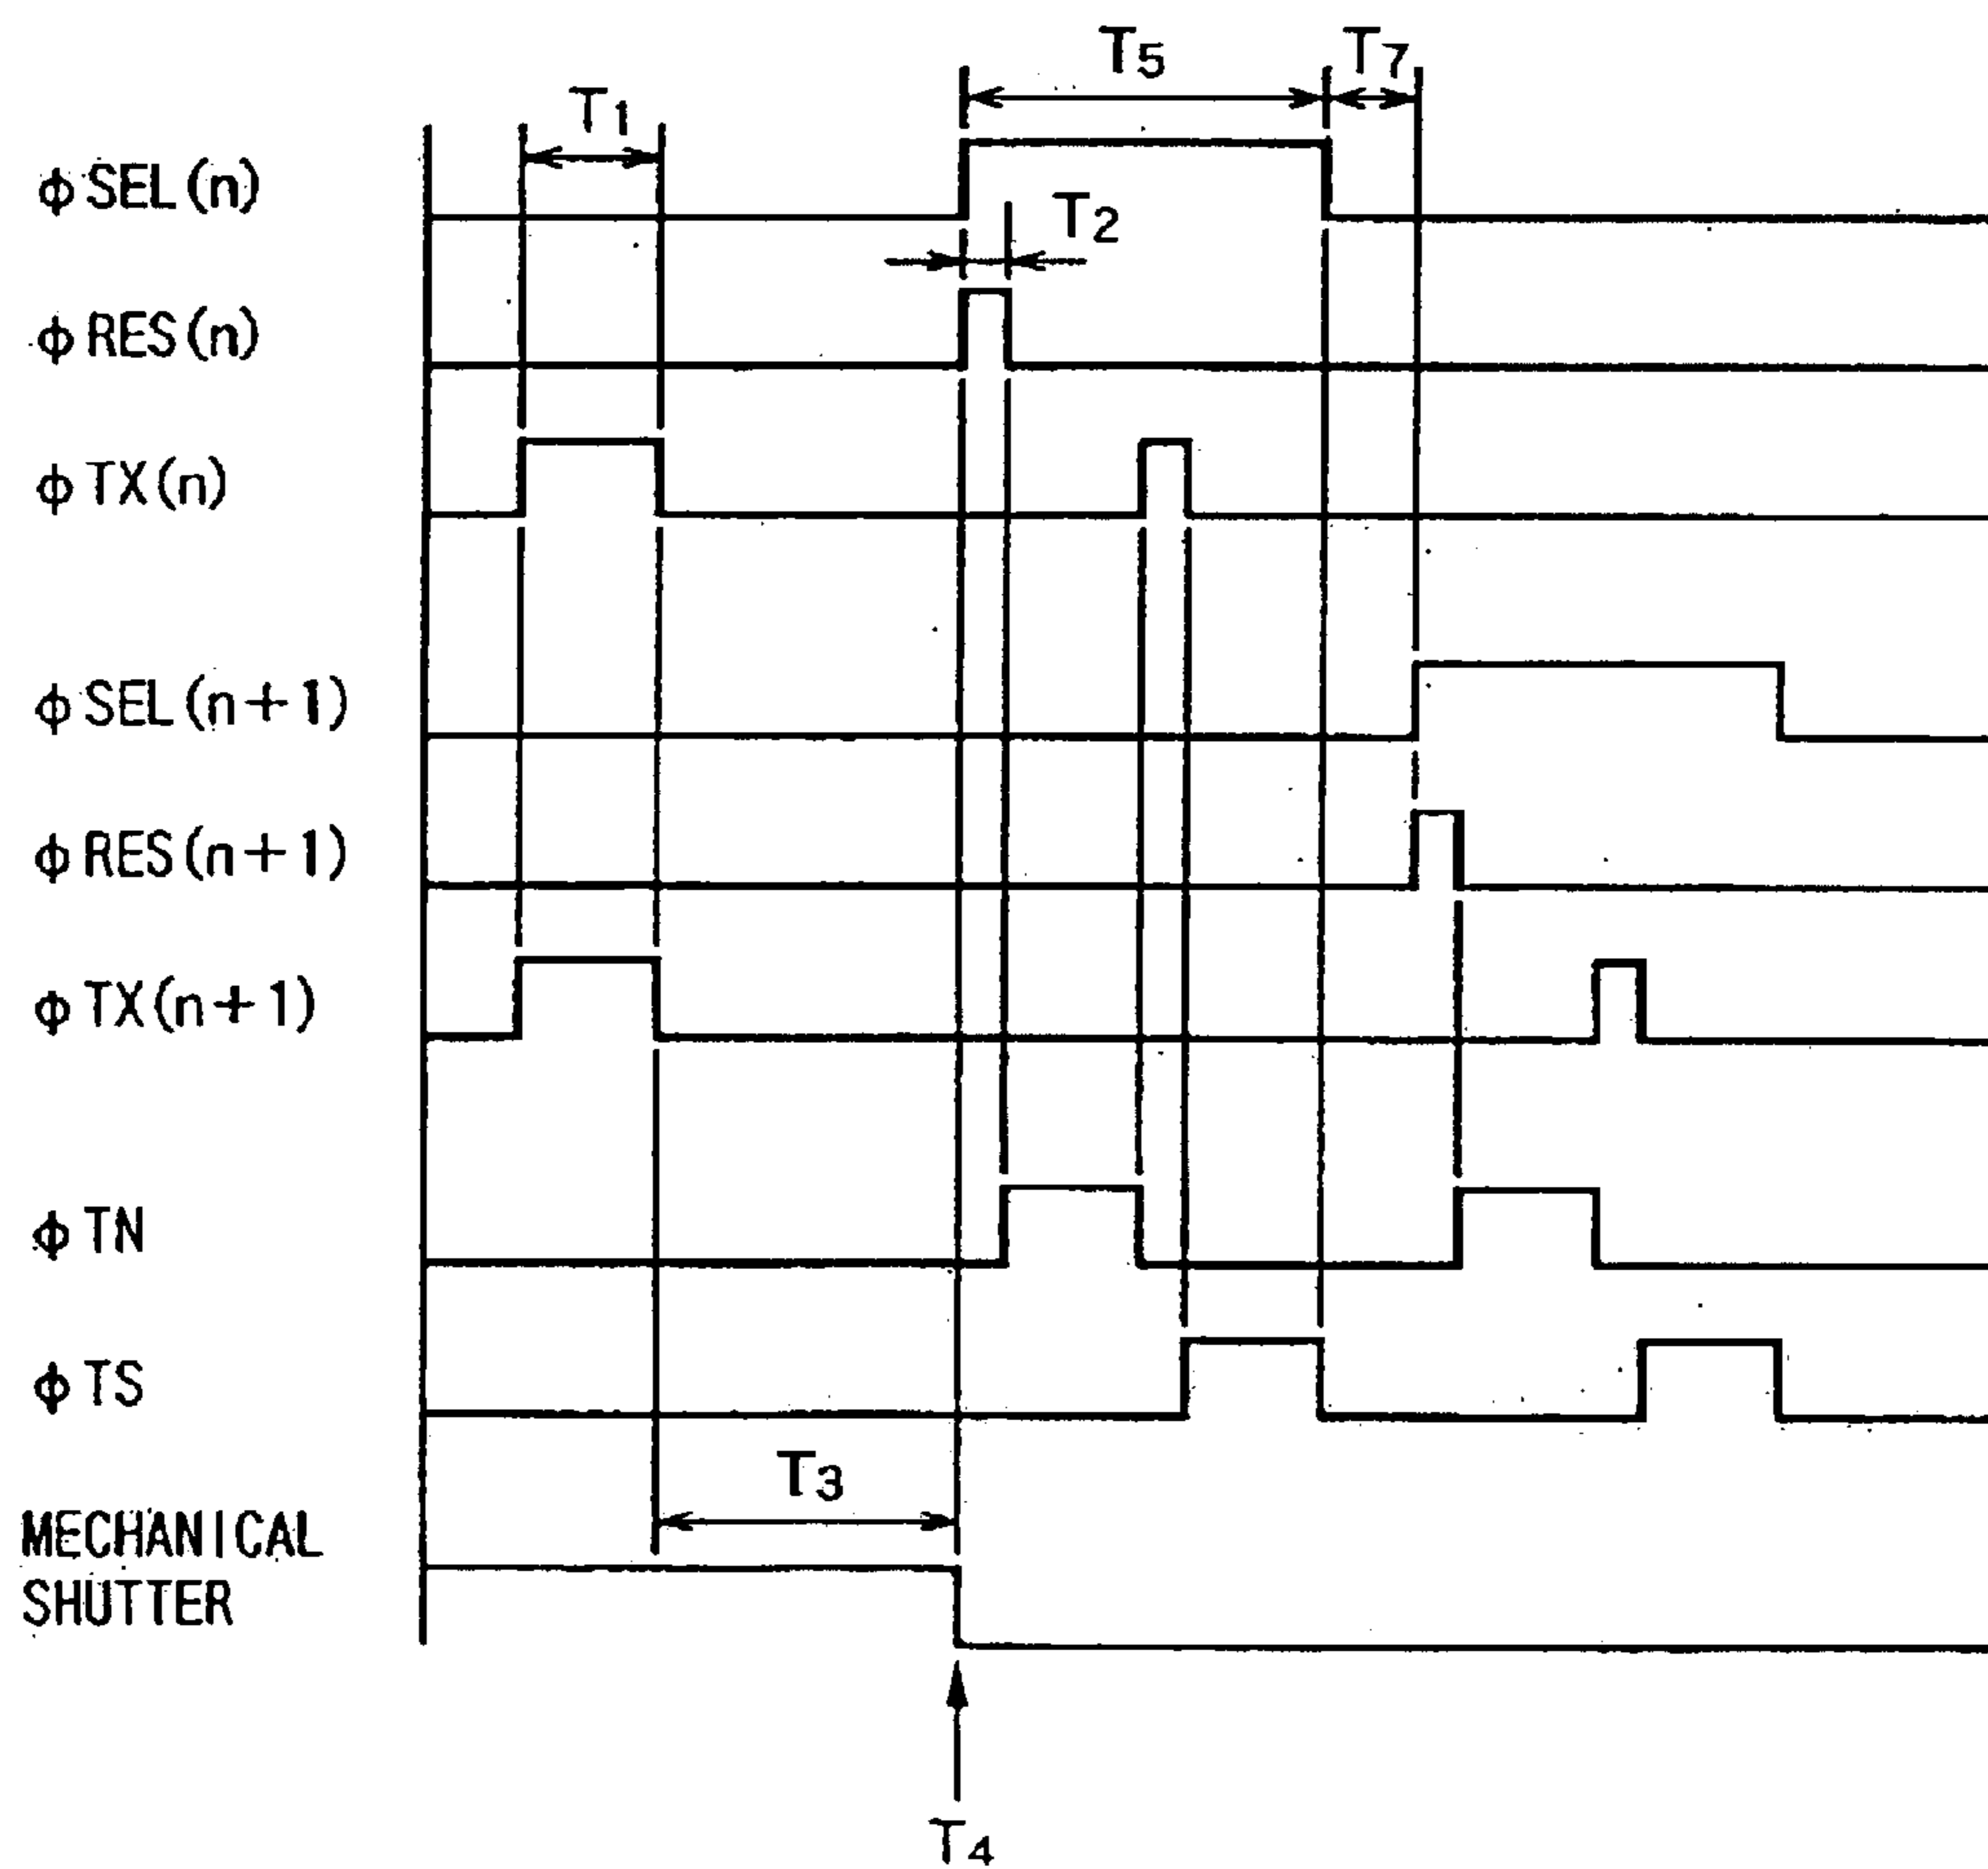 T5
T7
T1
ϕ SEL(n)
T2
ϕ RES(n)
ϕ TX(n)
ϕ SEL(n+1)
ϕ RES(n+1)
ϕ TX(n+1)
ϕ TN
ϕ TS
T3
MECHANICAL
SHUTTER
T4